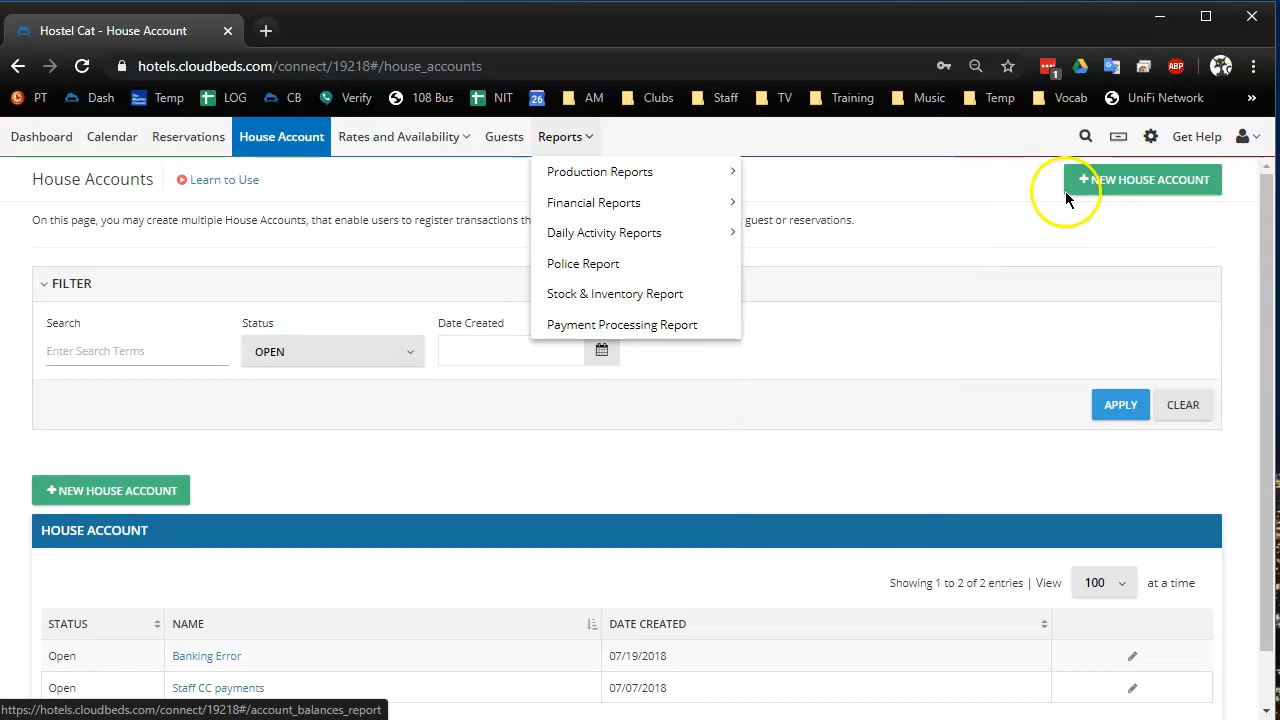 Hostel Cat - House Account
hotels.cloudbeds.com/connect/19218#/house_accounts
1
ABP
PT Dash Temp LOG CB Verify 108 Bus NIT 26 AM Clubs Staff TV Training Music Temp Vocab UniFi Network
Dashboard Calendar Reservations House Account Rates and Availability Guests Reports Get Help
House Accounts Learn to Use
+ NEW HOUSE ACCOUNT
Production Reports
Financial Reports
Daily Activity Reports
Police Report
Stock & Inventory Report
Payment Processing Report
On this page, you may create multiple House Accounts, that enable users to register transactions th guest or reservations.
FILTER
Search Status Date Created
Enter Search Terms OPEN
APPLY CLEAR
+ NEW HOUSE ACCOUNT
HOUSE ACCOUNT
Showing 1 to 2 of 2 entries | View 100 at a time
STATUS NAME DATE CREATED
Open Banking Error 07/19/2018
Open Staff CC payments 07/07/2018
https://hotels.cloudbeds.com/connect/19218#/account_balances_report